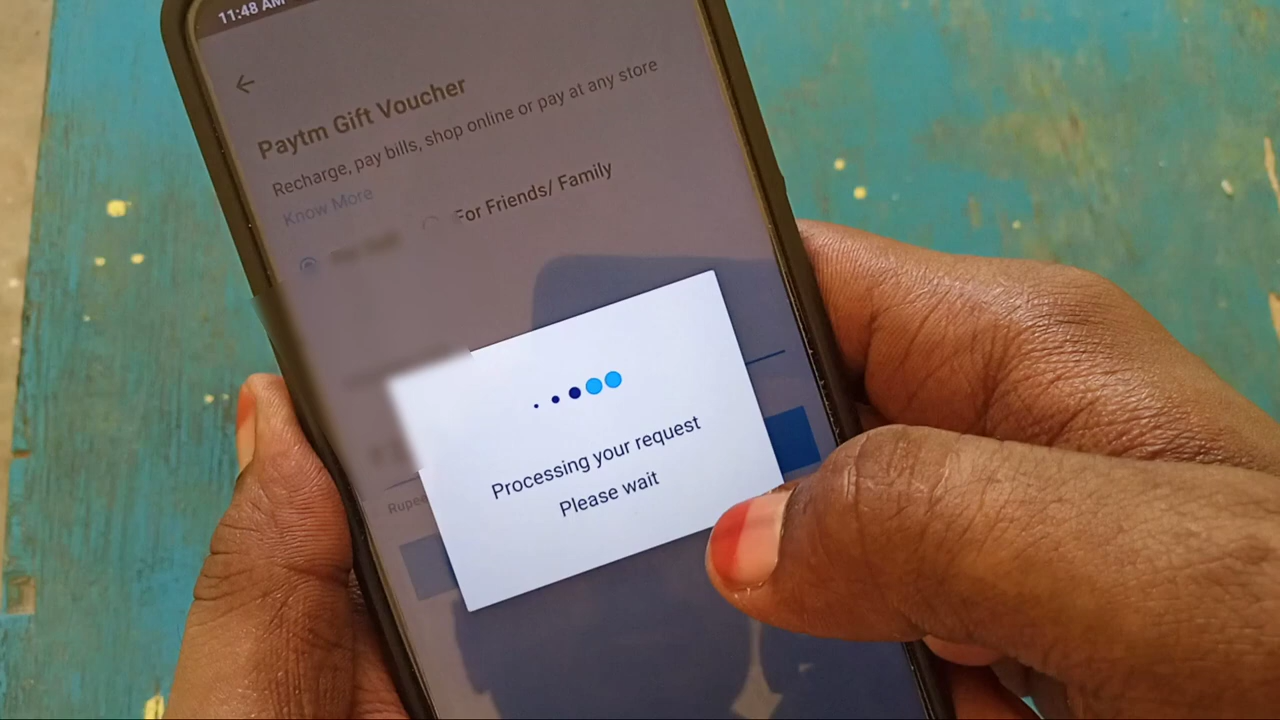 11:48 AM
Paytm Gift Voucher
Recharge, pay bills, shop online or pay at any store
Know More
For Friends/ Family
Processing your request
Please wait
Rupee